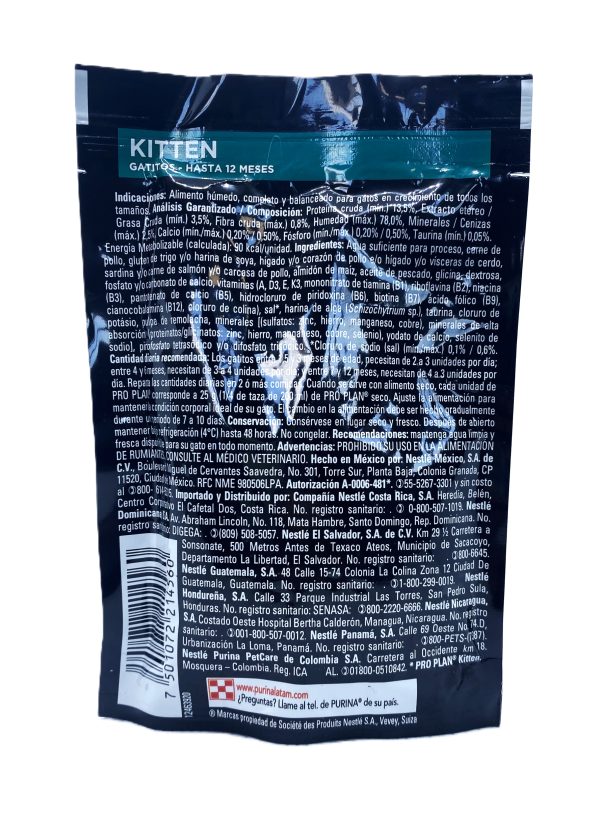 KITTEN
GATITOS - HASTA 12 MESES
Indicaciones: Alimento húmedo, completo y balanceado para gatos en crecimiento de todos los
tamaños. Análisis Garantizado / Composición: Proteína cruda (mín.) 13,5%, Extracto etéreo /
Grasa Cruda (mín.) 3,5%, Fibra (máx.) 0,8%, Humedad (máx.) 78,0%, Minerales / Cenizas
(máx.) 2,5%, Calcio (mín./máx.) 0,20% / 0,50%, Fósforo (mín./máx.) 0,20% / 0,50%, Taurina (mín.) 0,05%.
Energía Metabolizable (calculada): 90 kcal/unidad. Ingredientes: Agua suficiente para proceso, carne de
pollo, gluten de trigo y/o harina de soya, hígado y/o corazón de y/o hígado y/o vísceras de cerdo,
sardina y/o carne de salmón y/o carcasa de pollo, almidón de maíz, aceite de pescado, glicina, dextrosa,
fosfato y/o carbonato de calcio, vitaminas (A, D3, E, K3, mononitrato de tiamina (B1), riboflavina (B2), niacina
(B3), pantotenato de calcio (B5), hidrocloruro de piridoxina (B6), biotina (B7), ácido fólico (B9),
cianocobalamina (B12), cloruro de colina), sal*, harina de alga (Schizochytrium sp.), taurina, cloruro de
potasio, pulpa de remolacha, minerales [(sulfatos: zinc, hierro, manganeso, cobre), minerales de alta
absorción (proteinatos/glicinatos: zinc, hierro, manganeso, cobre, selenio), yodato de calcio, selenito de
sodio], pirofosfato tetrasódico y/o difosfato trisódico. *Cloruro de sodio (sal) (mín./máx.) 0,1% / 0,6%.
Cantidad diaria recomendada: Los gatitos entre y 3 edad, necesitan de 2 a 3 unidades por día;
entre 4 y 6 meses, necesitan de 3 a 4 unidades por día; entre 12 meses, necesitan de 4 a 3 unidades por
día. Reparta las cantidades diarias en 2 ó más comidas. Cuando se sirve con alimento seco, cada unidad de
PRO PLAN® corresponde a 25 g de taza de 200 ml) de PRO PLAN® seco. Ajuste la porción para
mantener la condición corporal ideal de su gato. El cambio en la alimentación debe ser hecho gradualmente
durante un período de 7 a 10 días. Conservación: Consérvese en lugar seco y fresco. Después de abierto
mantener bajo refrigeración (4°C) hasta 48 horas. No congelar. Recomendaciones: mantenga agua limpia y
fresca disponible para su gato en todo momento. Advertencias: PROHIBIDO SU USO EN LA ALIMENTACIÓN
DE RUMIANTES. CONSULTE AL MÉDICO VETERINARIO. Hecho en México por: Nestlé México, S.A. de
C.V., Boulevard Miguel de Cervantes Saavedra, No. 301, Torre Sur, Planta Baja, Colonia Granada, CP
11520, Ciudad de México. RFC NME 980506LPA. Autorización A-0006-481*. 55-5267-3301 y sin costo
al 800- Importado y Distribuido por: Compañía Nestlé Costa Rica, S.A. Heredia, Belén,
Centro Corporativo El Cafetal Dos, Costa Rica. No. registro sanitario: . 0-800-507-1019. Nestlé
Dominicana S.A. Av. Abraham Lincoln, No. 118, Mata Hambre, Santo Domingo, Rep. Dominicana. No.
registro sanitario: DIGEGA: . (809) 508-5057. Nestlé El Salvador, S.A. de C.V. Km 29 ½ Carretera a
Sonsonate, 500 Metros Antes de Texaco Ateos, Municipio de Sacacoyo,
Departamento La Libertad, El Salvador. No. registro sanitario: . 800-6645.
Nestlé Guatemala, S.A. 48 Calle 15-74 Colonia La Colina Zona 12 Ciudad De
Guatemala, Guatemala. No. registro sanitario: . 1-800-299-0019. Nestlé
Hondureña, S.A. Calle 33 Parque Industrial Las Torres, San Pedro Sula,
Honduras. No. registro sanitario: SENASA: 800-2220-6666. Nestlé Nicaragua,
S.A. Costado Oeste Hospital Bertha Calderón, Managua, Nicaragua. No. registro
sanitario: . 001-800-507-0012. Nestlé Panamá, S.A. Calle 69 Oeste No. 74.D,
Urbanización La Loma, Panamá. No. registro sanitario: . 800-PETS-(7387).
Nestlé Purina PetCare de Colombia S.A. Carretera al Occidente km 18.
Mosquera – Colombia. Reg. ICA AL. 01800-0510842. * PRO PLAN® Kitten.
7 501072 214560
12463930
www.purinalatam.com
¿Preguntas? Llame al tel. de PURINA® de su país.
® Marcas propiedad de Société des Produits Nestlé S.A., Vevey, Suiza